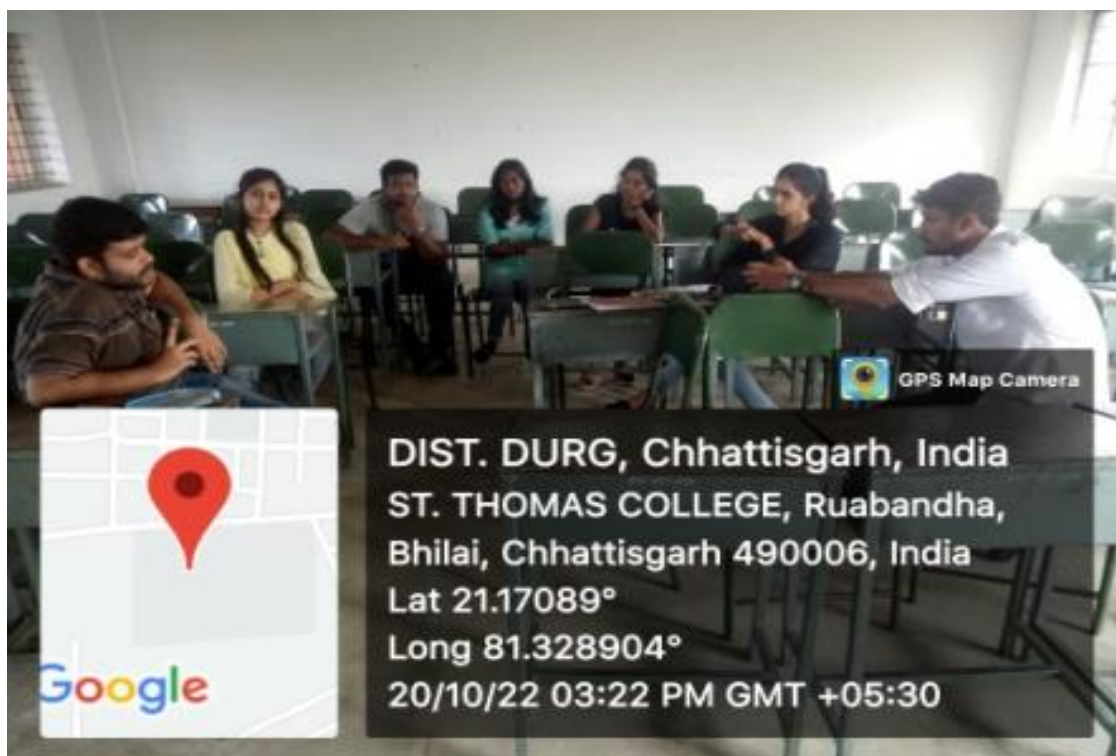 GPS Map Camera
DIST. DURG, Chhattisgarh, India
ST. THOMAS COLLEGE, Ruabandha,
Bhilai, Chhattisgarh 490006, India
Lat 21.17089°
Long 81.328904°
20/10/22 03:22 PM GMT +05:30
Google